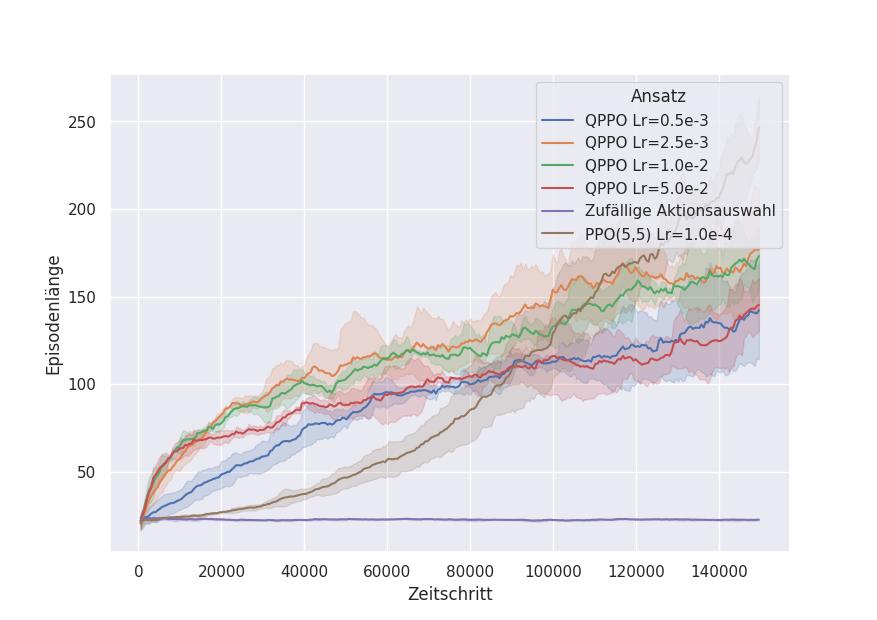 Ansatz
QPPO Lr=0.5e-3
QPPO Lr=2.5e-3
QPPO Lr=1.0e-2
QPPO Lr=5.0e-2
Zufällige Aktionsauswahl
PPO(5,5) Lr=1.0e-4
Episodenlänge
250
200
150
100
50
0 20000 40000 60000 80000 100000 120000 140000
Zeitschritt